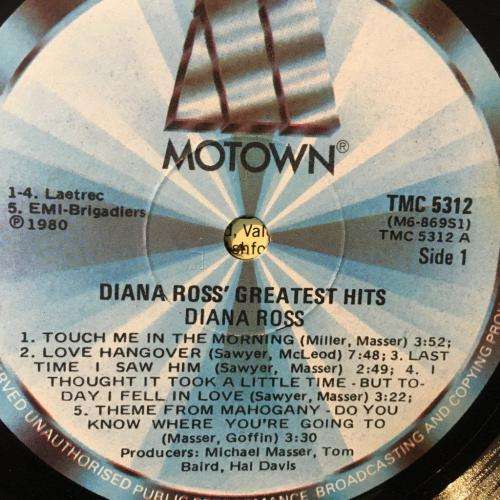 MOTOWN®
1-4. Laetrec
5. EMI-Brigadiers
℗ 1980
TMC 5312
(M6-869S1)
TMC 5312 A
Side 1
DIANA ROSS' GREATEST HITS
DIANA ROSS
1. TOUCH ME IN THE MORNING (Miller, Masser) 3:52;
2. LOVE HANGOVER (Sawyer, McLeod) 7:48; 3. LAST
TIME I SAW HIM (Sawyer, Masser) 2:49; 4. I
THOUGHT IT TOOK A LITTLE TIME - BUT TO-
DAY I FELL IN LOVE (Sawyer, Masser) 3:22;
5. THEME FROM MAHOGANY - DO YOU
KNOW WHERE YOU'RE GOING TO
(Masser, Goffin) 3:30
Producers: Michael Masser, Tom
Baird, Hal Davis
UNAUTHORISED PUBLIC PERFORMANCE, BROADCASTING AND COPYING